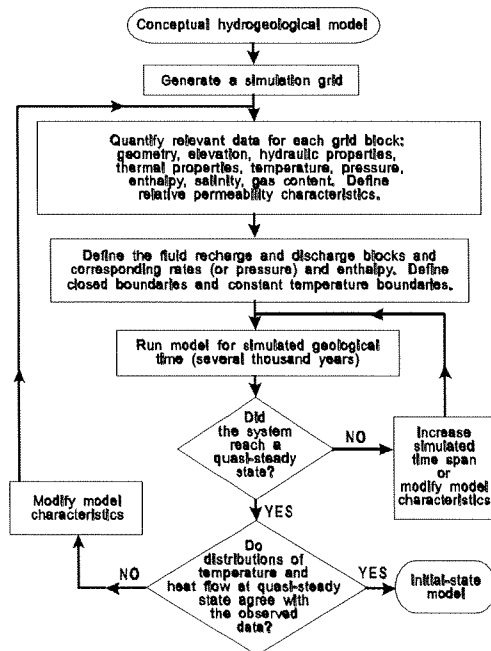 Conceptual hydrogeological model
Generate a simulation grid
Quantify relevant data for each grid block:
geometry, elevation, hydraulic properties,
thermal properties, temperature, pressure,
enthalpy, salinity, gas content. Define
relative permeability characteristics.
Define the fluid recharge and discharge blocks and
corresponding rates (or pressure) and enthalpy. Define
closed boundaries and constant temperature boundaries.
Run model for simulated geological
time (several thousand years)
Did
the system
reach a
quasi-steady
state?
NO
Increase
simulated
time span
or
modify model
characteristics
YES
Modify model
characteristics
NO
Do
distributions of
temperature and
heat flow at quasi-steady
state agree with
the observed
data?
YES
Initial-state
model